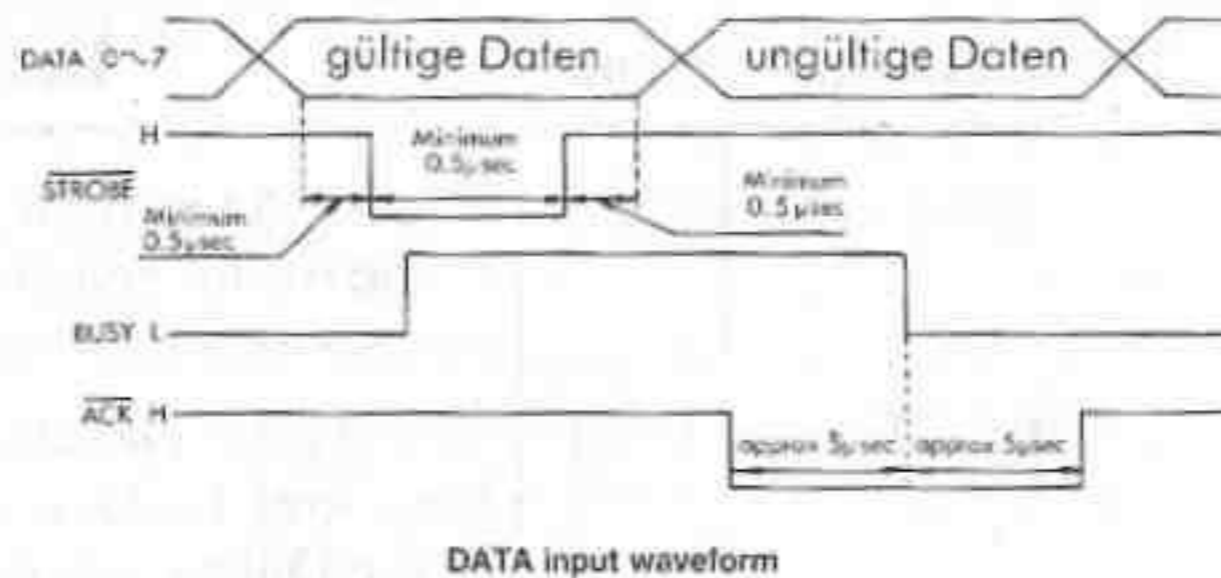 DATA 0~7
gültige Daten
ungültige Daten
H
STROBE
Minimum
0.5µsec
Minimum
0.5µsec
Minimum
0.5µsec
BUSY L
ACK H
approx 5µsec
approx 5µsec
DATA input waveform